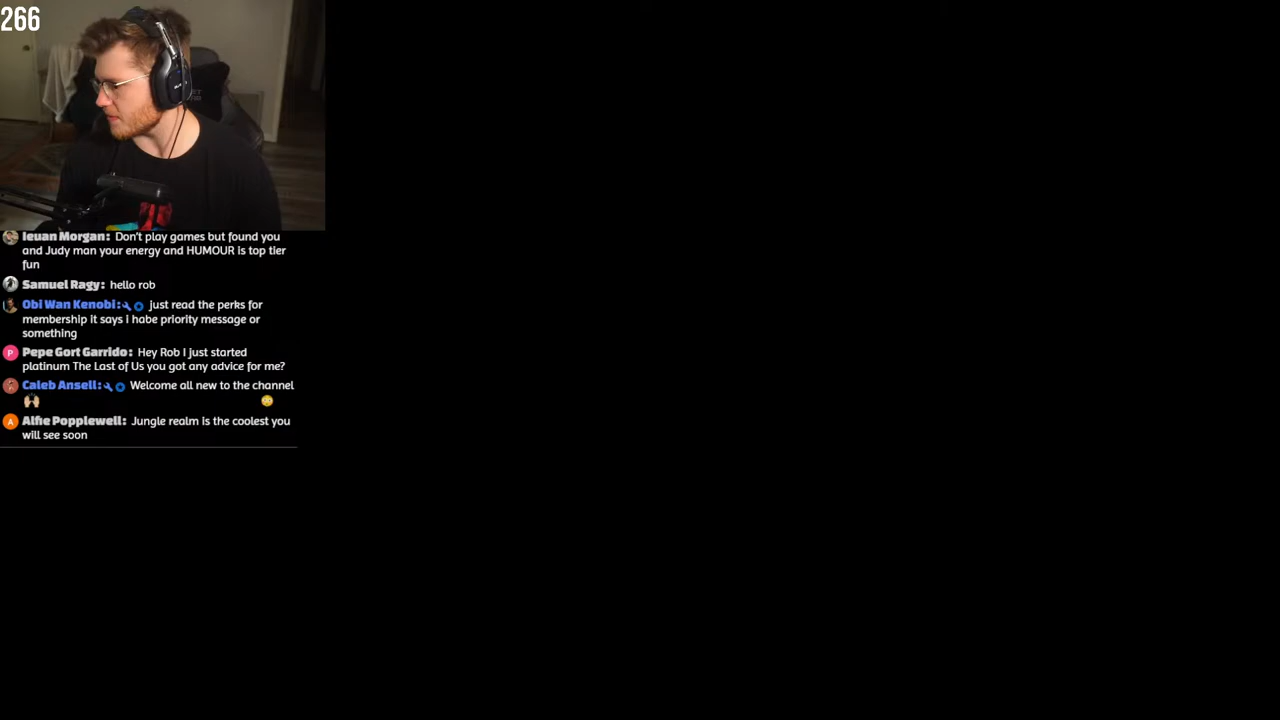 266
Ieuan Morgan: Don't play games but found you
and Judy man your energy and HUMOUR is top tier
fun
Samuel Ragy: hello rob
Obi Wan Kenobi: just read the perks for
membership it says i habe priority message or
something
P Pepe Gort Garrido: Hey Rob I just started
platinum The Last of Us you got any advice for me?
Caleb Ansell: Welcome all new to the channel
🙌🏻 😳
A Alfie Popplewell: Jungle realm is the coolest you
will see soon